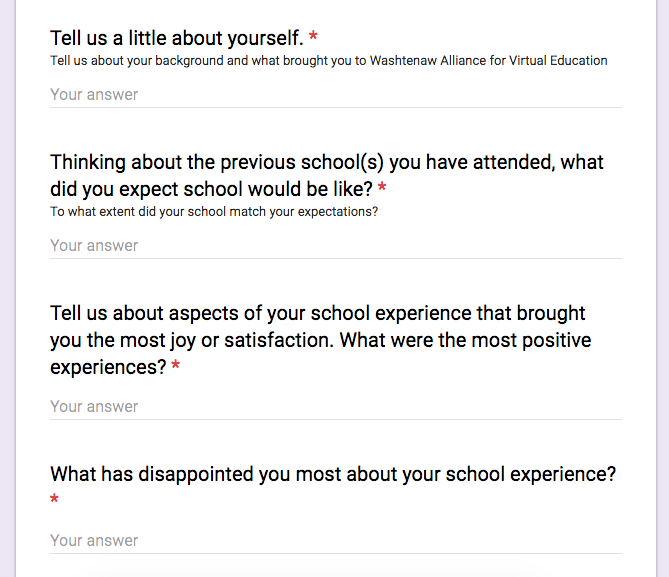 Tell us a little about yourself. *
Tell us about your background and what brought you to Washtenaw Alliance for Virtual Education
Your answer
Thinking about the previous school(s) you have attended, what
did you expect school would be like? *
To what extent did your school match your expectations?
Your answer
Tell us about aspects of your school experience that brought
you the most joy or satisfaction. What were the most positive
experiences? *
Your answer
What has disappointed you most about your school experience?
*
Your answer